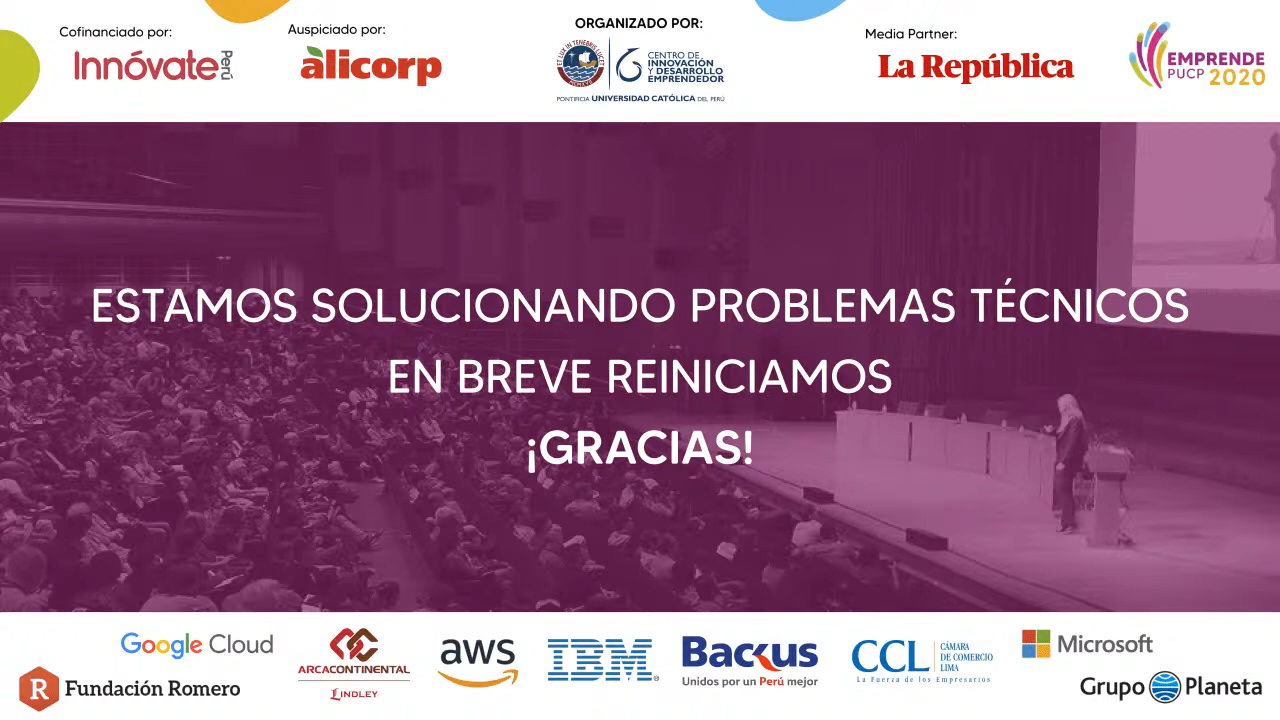 Cofinanciado por:
Innóvate Perú
Auspiciado por:
alicorp
ORGANIZADO POR:
CENTRO DE
INNOVACIÓN
Y DESARROLLO
EMPRENDEDOR
PONTIFICIA UNIVERSIDAD CATÓLICA DEL PERÚ
Media Partner:
La República
EMPRENDE
PUCP 2020
ESTAMOS SOLUCIONANDO PROBLEMAS TÉCNICOS
EN BREVE REINICIAMOS
¡GRACIAS!
Google Cloud
ARCACONTINENTAL
LINDLEY
aws
IBM
Backus
Unidos por un Perú mejor
CCL
CÁMARA
DE COMERCIO
LIMA
La Fuerza de los Empresarios
Microsoft
R Fundación Romero
Grupo Planeta